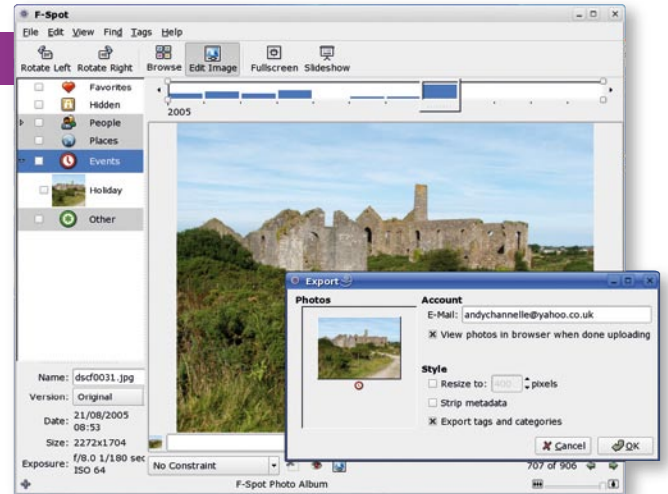 F-Spot
File Edit View Find Tags Help
Rotate Left Rotate Right Browse Edit Image Fullscreen Slideshow
Favorites
Hidden
People
Places
Events
Holiday
Other
2005
Name: dscf0031.jpg
Version: Original
Date: 21/08/2005
08:53
Size: 2272x1704
Exposure: f/8.0 1/180 sec
ISO 64
No Constraint
707 of 906
F-Spot Photo Album
Export
Photos
Account
E-Mail: andychannelle@yahoo.co.uk
View photos in browser when done uploading
Style
Resize to: 400 pixels
Strip metadata
Export tags and categories
Cancel OK